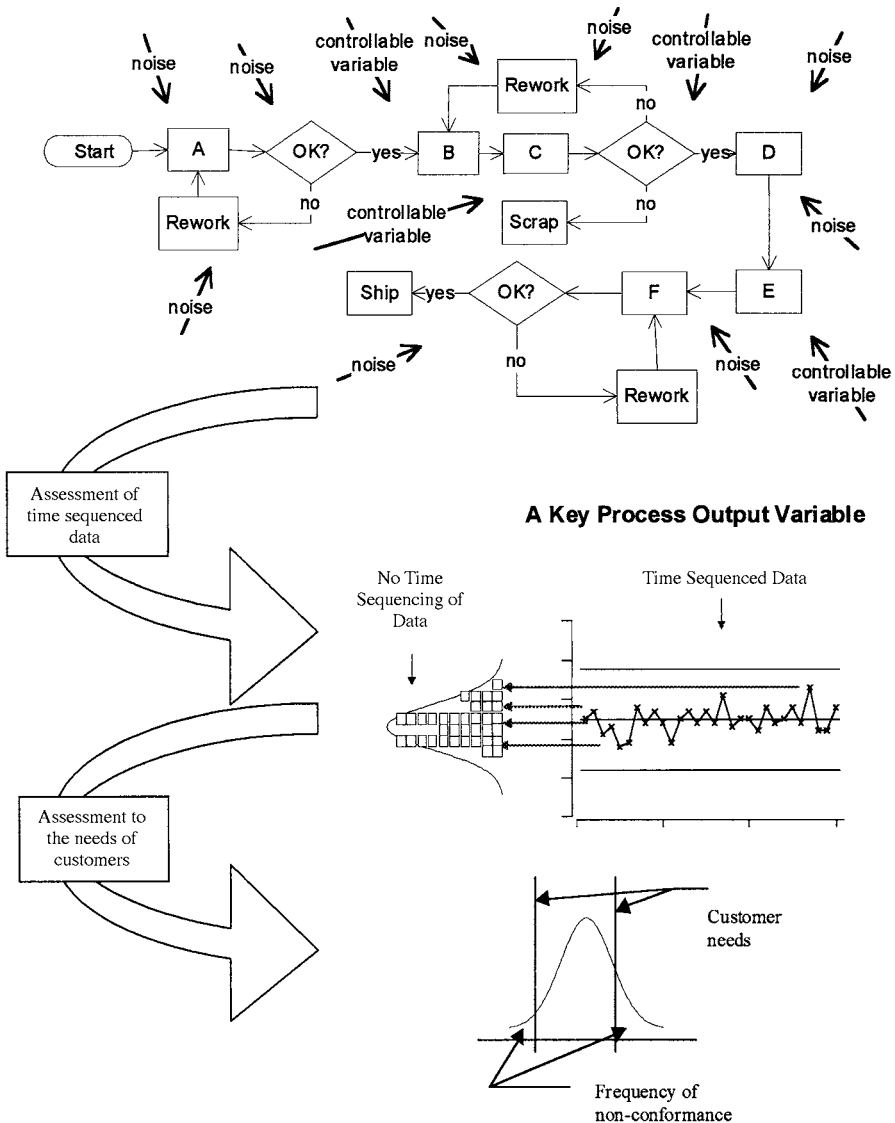 noise
noise
controllable
variable
noise
noise
controllable
variable
noise
Rework
no
Start
A
OK?
yes
B
C
OK?
yes
D
no
no
Rework
controllable
variable
Scrap
noise
noise
Ship
yes
OK?
F
E
noise
no
noise
controllable
variable
Rework
Assessment of
time sequenced
data
A Key Process Output Variable
No Time
Sequencing of
Data
Time Sequenced Data
Assessment to
the needs of
customers
Customer
needs
Frequency of
non-conformance